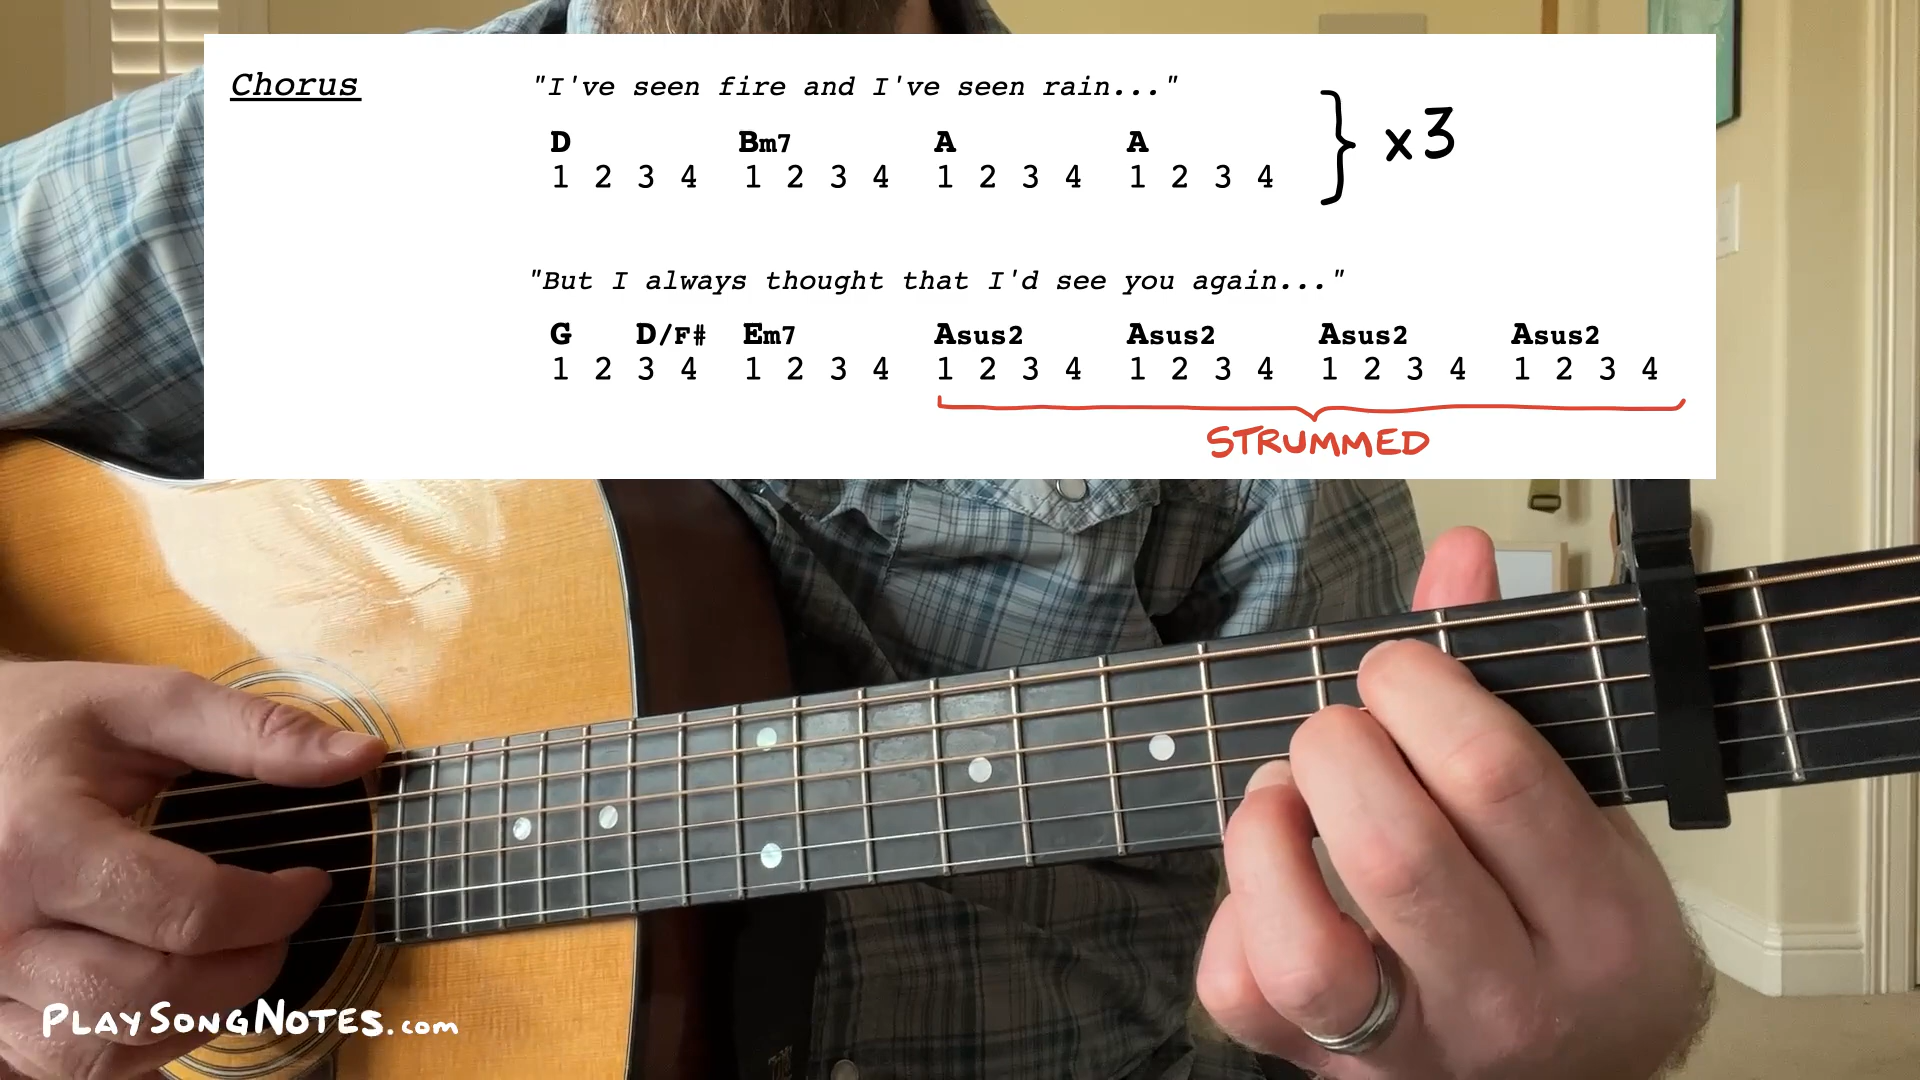 Chorus
"I've seen fire and I've seen rain..."
D Bm7 A A
1 2 3 4 1 2 3 4 1 2 3 4 1 2 3 4
} x3
"But I always thought that I'd see you again..."
G D/F# Em7 Asus2 Asus2 Asus2 Asus2
1 2 3 4 1 2 3 4 1 2 3 4 1 2 3 4 1 2 3 4 1 2 3 4
STRUMMED
PLAYSONGNOTES.com